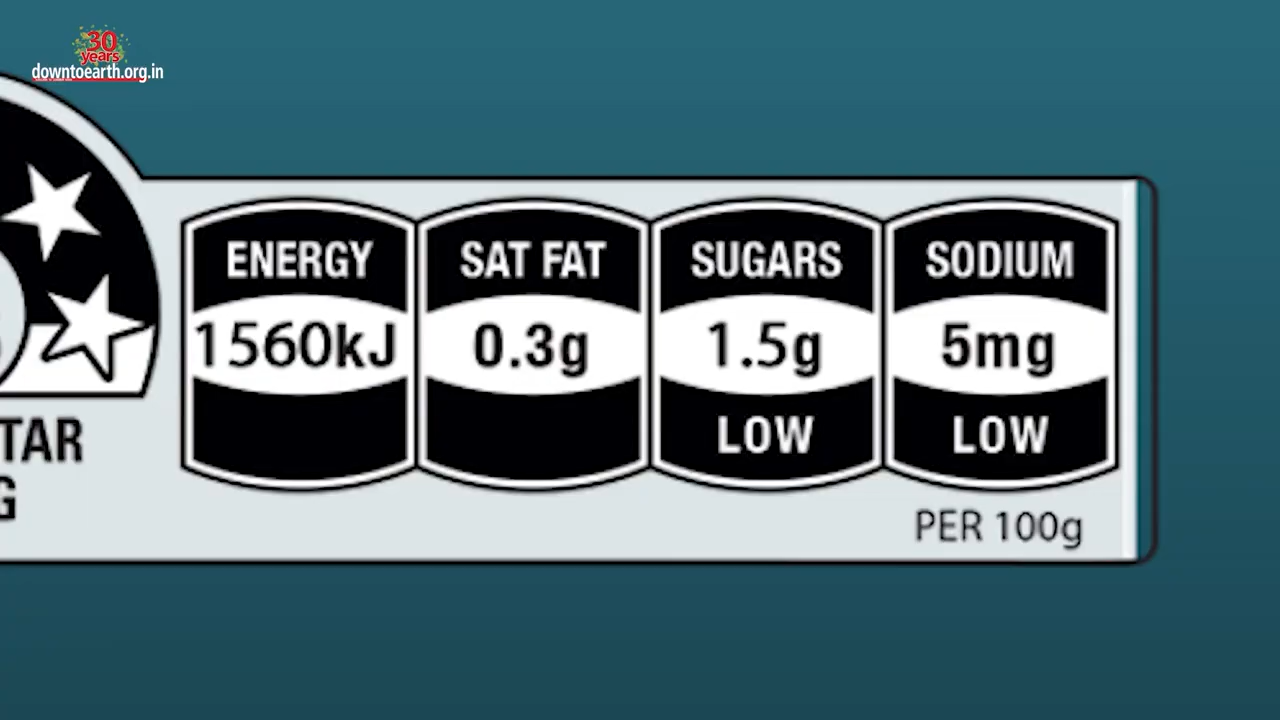 30
years
downtoearth.org.in
ENERGY
1560kJ
SAT FAT
0.3g
SUGARS
1.5g
LOW
SODIUM
5mg
LOW
TAR
G
PER 100g